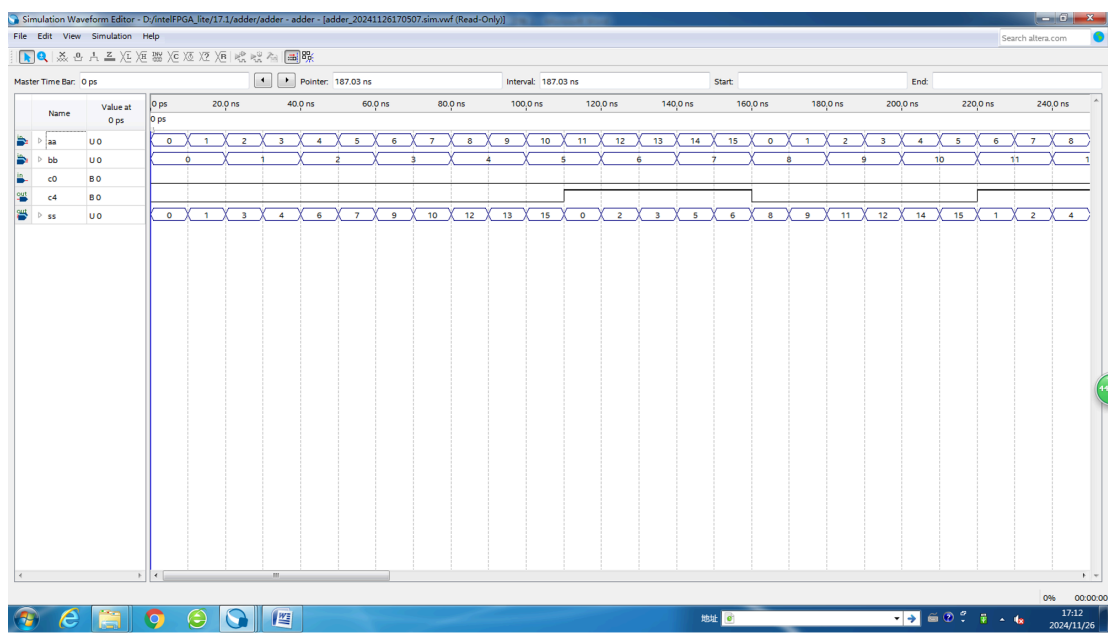 Simulation Waveform Editor - D:/intelFPGA_lite/17.1/adder/adder - adder - [adder_20241126170507.sim.vwf (Read-Only)]
File Edit View Simulation Help
Search altera.com
Master Time Bar: 0 ps Pointer: 187.03 ns Interval: 187.03 ns Start: End:
Name Value at 0 ps
0 ps 20.0 ns 40.0 ns 60.0 ns 80.0 ns 100.0 ns 120.0 ns 140.0 ns 160.0 ns 180.0 ns 200.0 ns 220.0 ns 240.0 ns
0 ps
in aa U 0 0 1 2 3 4 5 6 7 8 9 10 11 12 13 14 15 0 1 2 3 4 5 6 7 8
in bb U 0 0 1 2 3 4 5 6 7 8 9 10 11 1
in c0 B 0
out c4 B 0
out ss U 0 0 1 3 4 6 7 9 10 12 13 15 0 2 3 5 6 8 9 11 12 14 15 1 2 4
0% 00:00:00
地址
17:12
2024/11/26